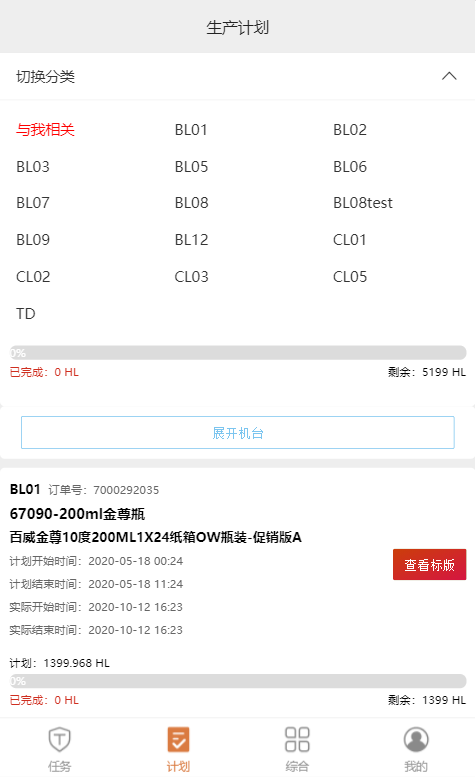 生产计划
切换分类
与我相关 BL01 BL02
BL03 BL05 BL06
BL07 BL08 BL08test
BL09 BL12 CL01
CL02 CL03 CL05
TD
0%
已完成：0 HL 剩余：5199 HL
展开机台
BL01 订单号：7000292035
67090-200ml金尊瓶
百威金尊10度200ML1X24纸箱OW瓶装-促销版A
计划开始时间：2020-05-18 00:24
查看标版
计划结束时间：2020-05-18 11:24
实际开始时间：2020-10-12 16:23
实际结束时间：2020-10-12 16:23
计划：1399.968 HL
0%
已完成：0 HL 剩余：1399 HL
任务 计划 综合 我的